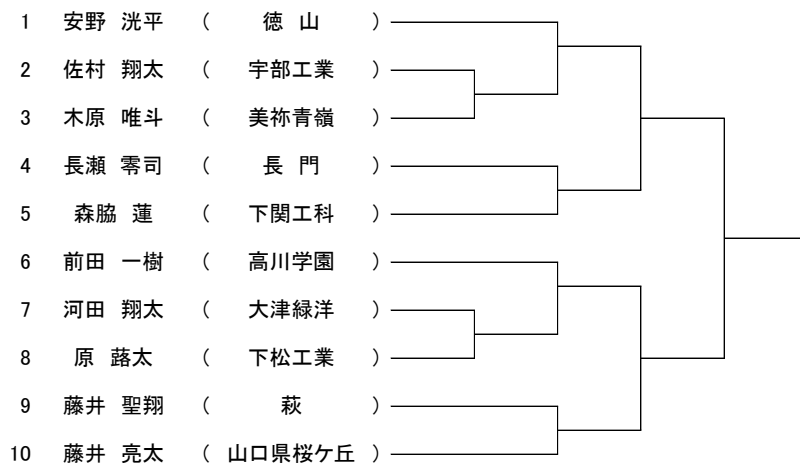 1 安野 洸平 ( 徳 山 )
2 佐村 翔太 ( 宇部工業 )
3 木原 唯斗 ( 美祢青嶺 )
4 長瀬 零司 ( 長 門 )
5 森脇 蓮 ( 下関工科 )
6 前田 一樹 ( 高川学園 )
7 河田 翔太 ( 大津緑洋 )
8 原 蕗太 ( 下松工業 )
9 藤井 聖翔 ( 萩 )
10 藤井 亮太 ( 山口県桜ケ丘 )